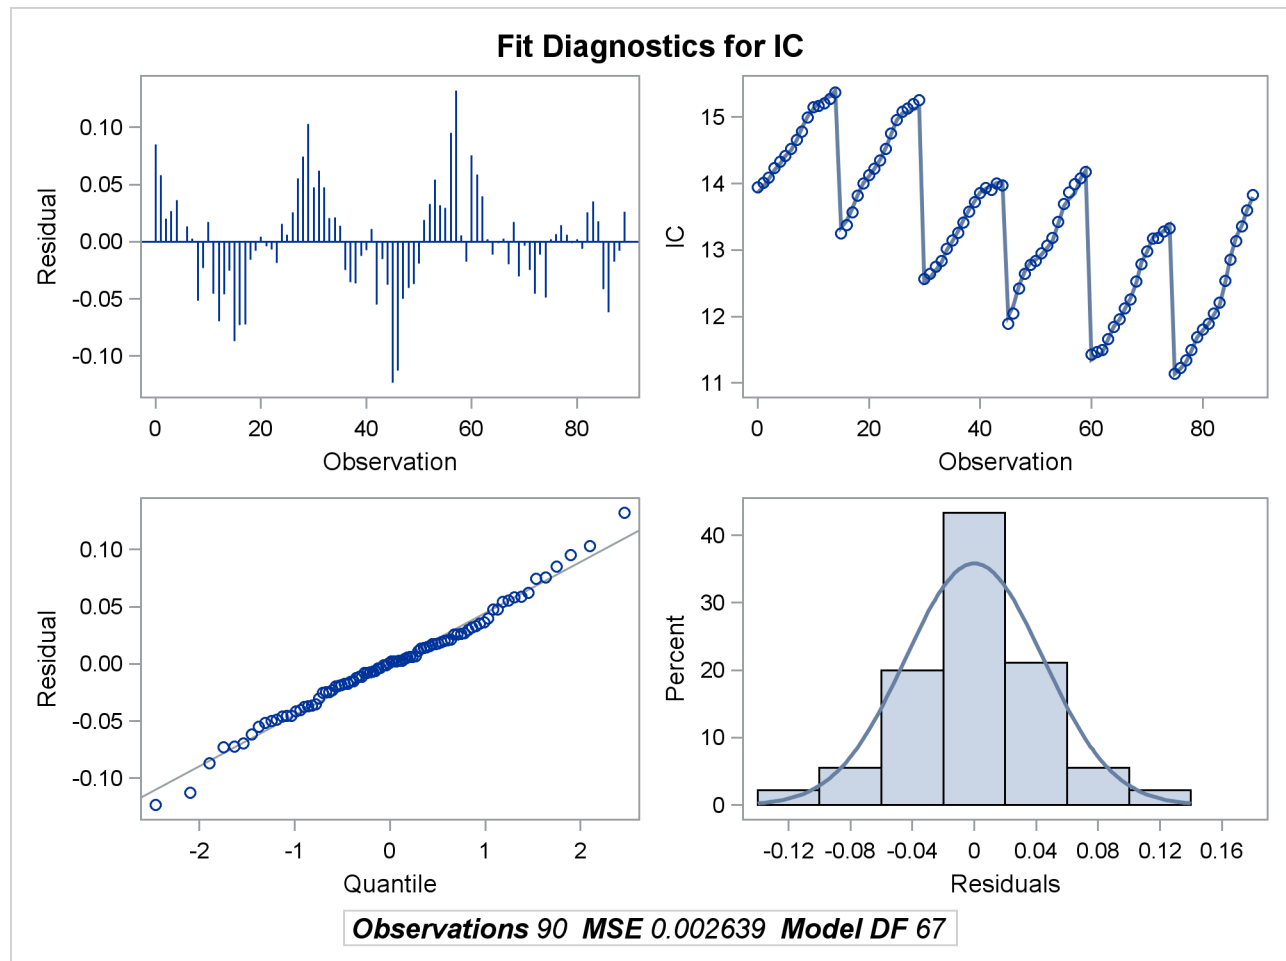 Fit Diagnostics for IC
0.10
0.05
0.00
-0.05
-0.10
Residual
0 20 40 60 80
Observation
15
14
13
12
11
IC
0 20 40 60 80
Observation
0.10
0.05
0.00
-0.05
-0.10
Residual
-2 -1 0 1 2
Quantile
40
30
20
10
0
Percent
-0.12 -0.08 -0.04 0 0.04 0.08 0.12 0.16
Residuals
Observations 90 MSE 0.002639 Model DF 67